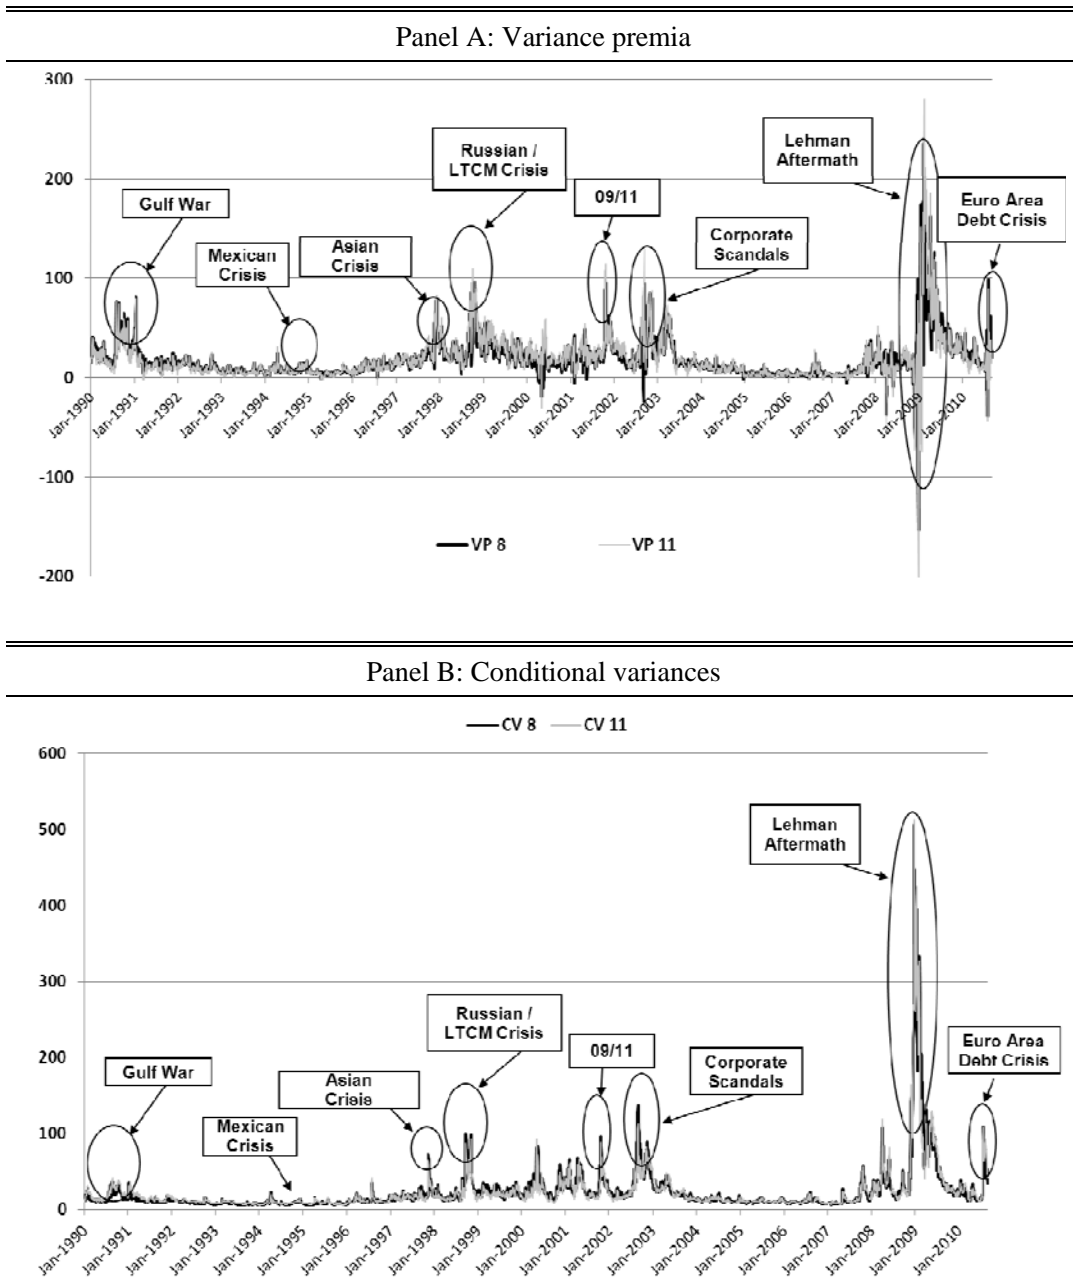 Panel A: Variance premia
300
200
100
0
-100
-200
Gulf War
Mexican
Crisis
Asian
Crisis
Russian /
LTCM Crisis
09/11
Corporate
Scandals
Lehman
Aftermath
Euro Area
Debt Crisis
Jan-1990
Jan-1991
Jan-1992
Jan-1993
Jan-1994
Jan-1995
Jan-1996
Jan-1997
Jan-1998
Jan-1999
Jan-2000
Jan-2001
Jan-2002
Jan-2003
Jan-2004
Jan-2005
Jan-2006
Jan-2007
Jan-2008
Jan-2009
Jan-2010
VP 8 VP 11
Panel B: Conditional variances
CV 8 CV 11
600
500
400
300
200
100
0
Gulf War
Mexican
Crisis
Asian
Crisis
Russian /
LTCM Crisis
09/11
Corporate
Scandals
Lehman
Aftermath
Euro Area
Debt Crisis
Jan-1990
Jan-1991
Jan-1992
Jan-1993
Jan-1994
Jan-1995
Jan-1996
Jan-1997
Jan-1998
Jan-1999
Jan-2000
Jan-2001
Jan-2002
Jan-2003
Jan-2004
Jan-2005
Jan-2006
Jan-2007
Jan-2008
Jan-2009
Jan-2010